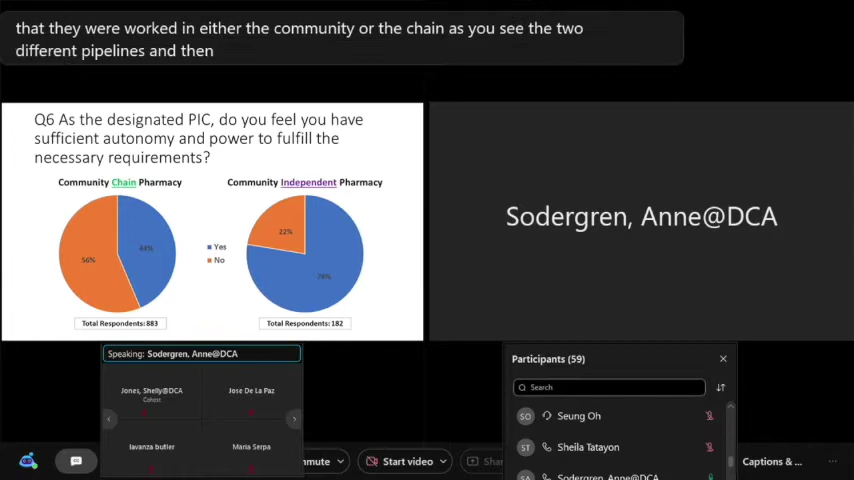 that they were worked in either the community or the chain as you see the two
different pipelines and then
Q6 As the designated PIC, do you feel you have
sufficient autonomy and power to fulfill the
necessary requirements?
Community Chain Pharmacy
Community Independent Pharmacy
44%
56%
Yes
No
22%
78%
Total Respondents: 883
Total Respondents: 182
Sodergren, Anne@DCA
Speaking: Sodergren, Anne@DCA
Jones, Shelly@DCA
Cohost
Jose De La Paz
lavanza butler
Maria Serpa
Participants (59)
Search
SO Seung Oh
ST Sheila Tatayon
SA Sodergren, Anne@DCA
nmute
Start video
Shar
Captions & ...